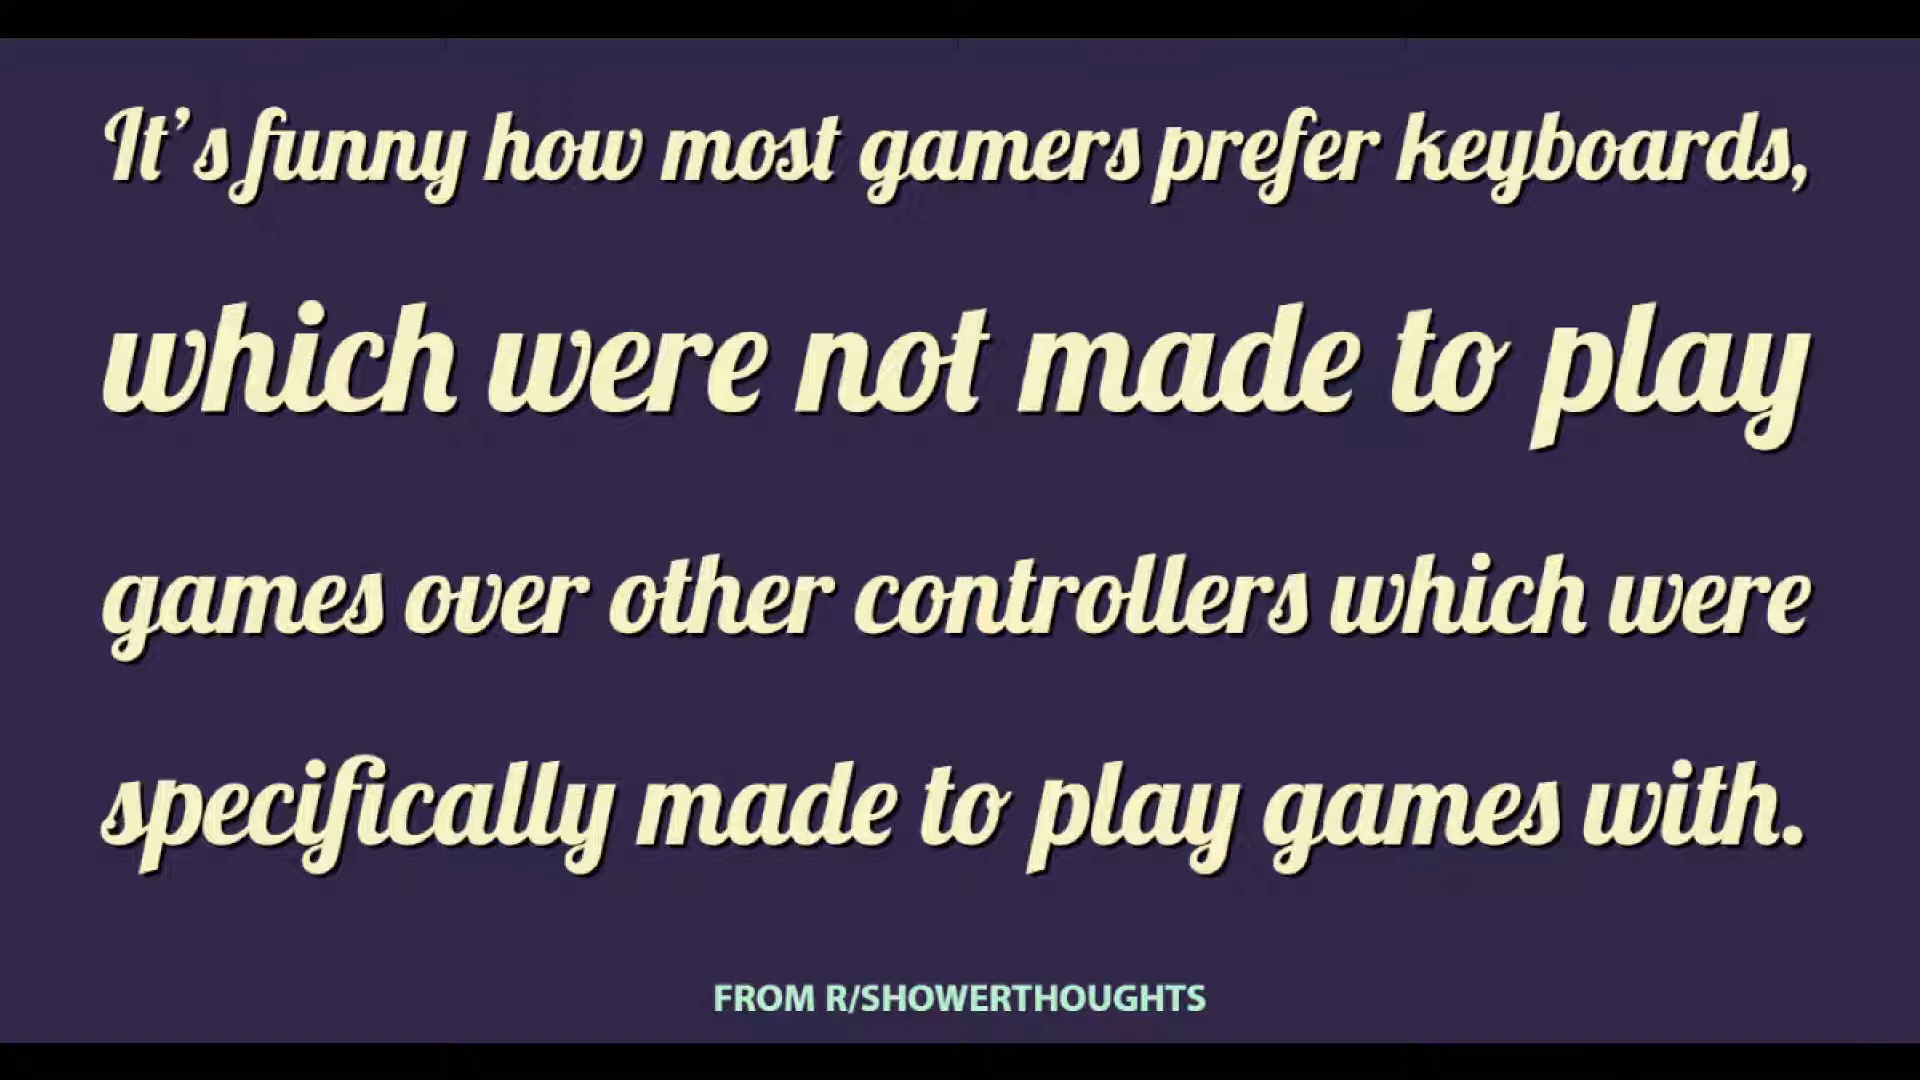 It's funny how most gamers prefer keyboards,
which were not made to play
games over other controllers which were
specifically made to play games with.
FROM R/SHOWERTHOUGHTS